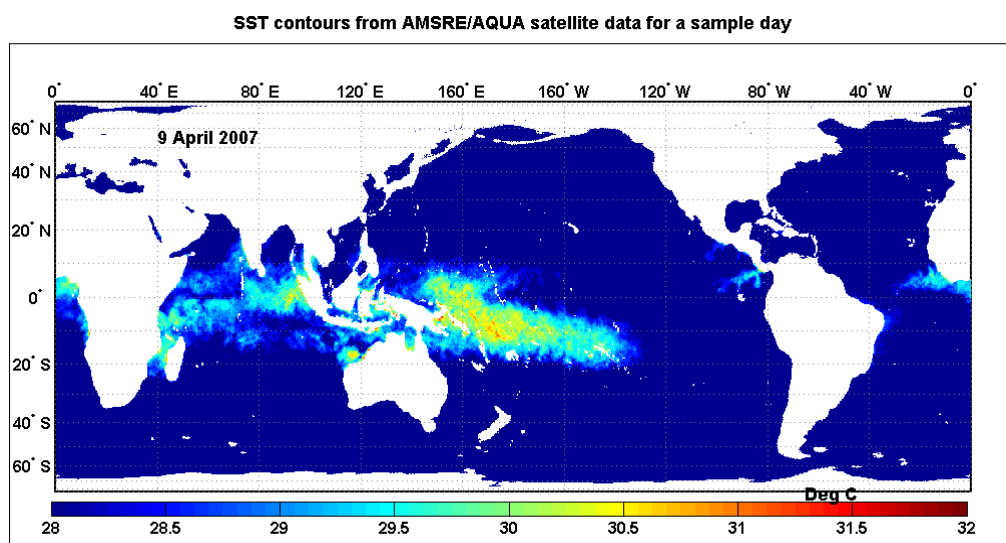 SST contours from AMSRE/AQUA satellite data for a sample day
0° 40° E 80° E 120° E 160° E 160° W 120° W 80° W 40° W 0°
60° N
9 April 2007
40° N
20° N
0°
20° S
40° S
60° S
Deg C
28 28.5 29 29.5 30 30.5 31 31.5 32